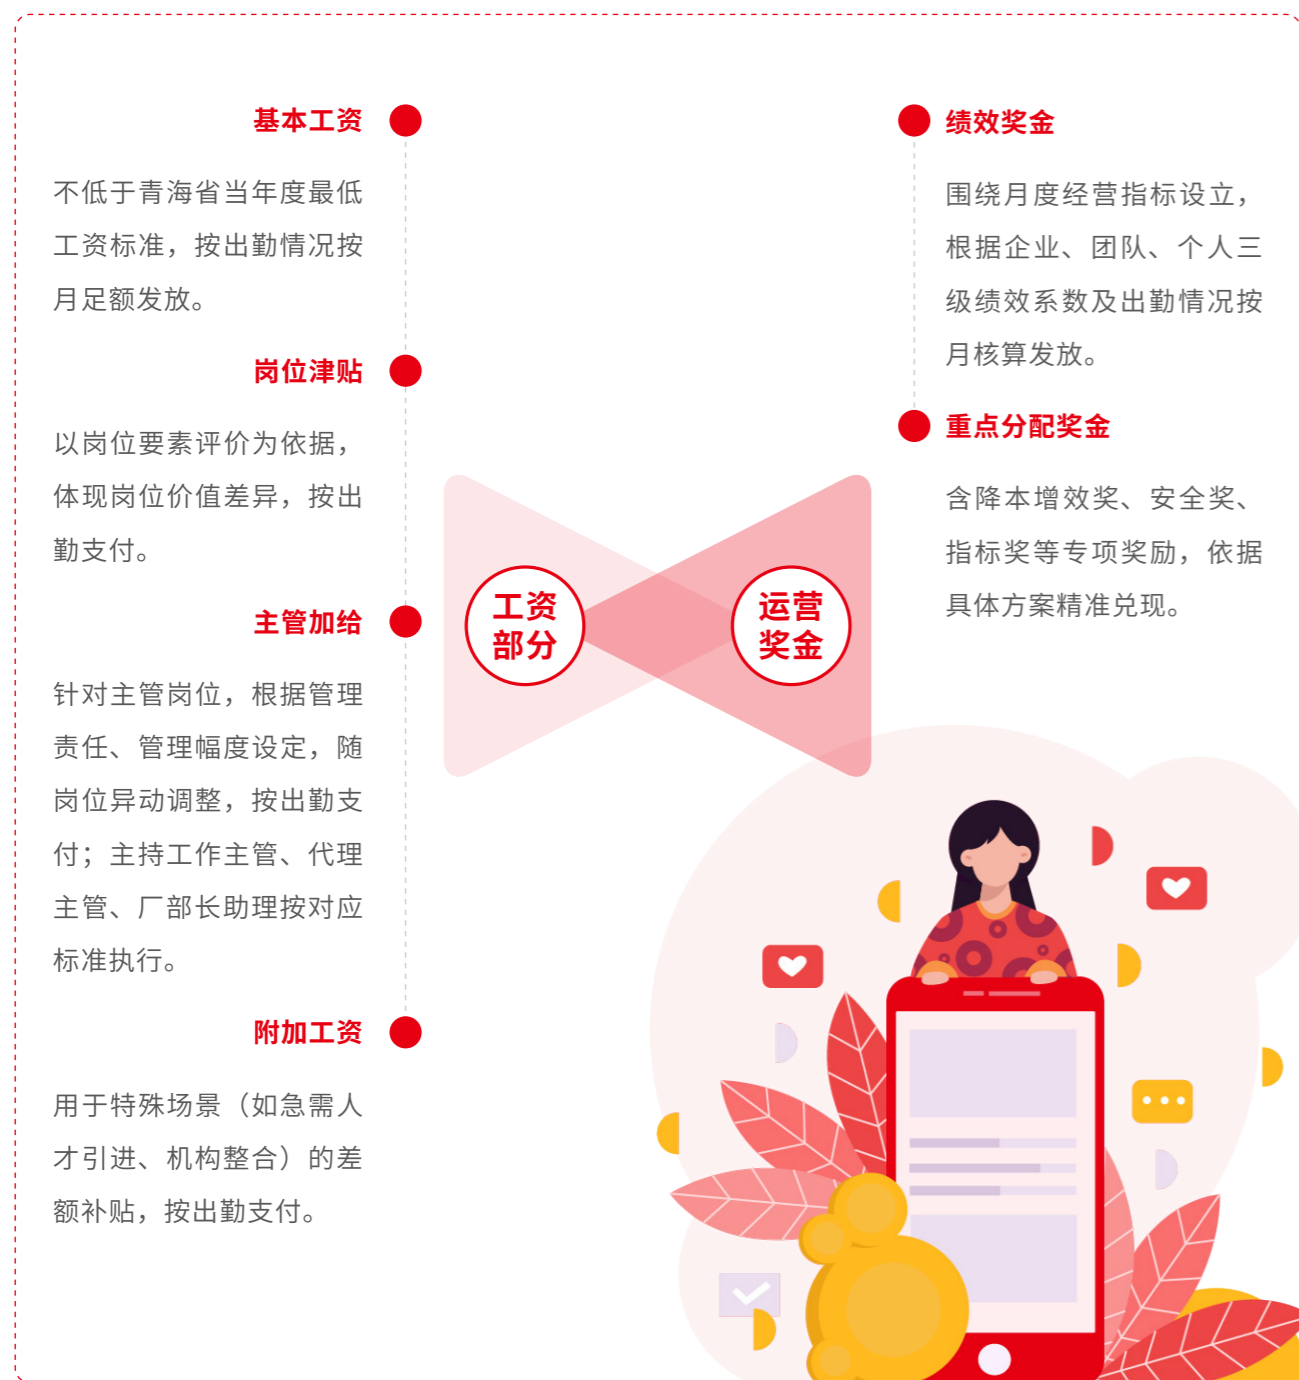 基本工资
不低于青海省当年度最低
工资标准，按出勤情况按
月足额发放。
岗位津贴
以岗位要素评价为依据，
体现岗位价值差异，按出
勤支付。
主管加给
针对主管岗位，根据管理
责任、管理幅度设定，随
岗位异动调整，按出勤支
付；主持工作主管、代理
主管、厂部长助理按对应
标准执行。
附加工资
用于特殊场景（如急需人
才引进、机构整合）的差
额补贴，按出勤支付。
工资
部分
运营
奖金
绩效奖金
围绕月度经营指标设立，
根据企业、团队、个人三
级绩效系数及出勤情况按
月核算发放。
重点分配奖金
含降本增效奖、安全奖、
指标奖等专项奖励，依据
具体方案精准兑现。